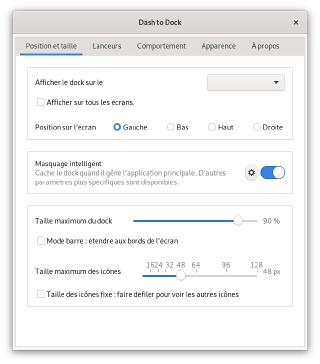 Dash to Dock
Position et taille Lanceurs Comportement Apparence À propos
Afficher le dock sur le
Afficher sur tous les écrans.
Position sur l'écran Gauche Bas Haut Droite
Masquage intelligent
Cache le dock quand il gêne l'application principale. D'autres
paramètres plus spécifiques sont disponibles.
Taille maximum du dock 90 %
Mode barre : étendre aux bords de l'écran
16 24 32 48 64 96 128
Taille maximum des icônes 48 px
Taille des icônes fixe : faire défiler pour voir les autres icônes